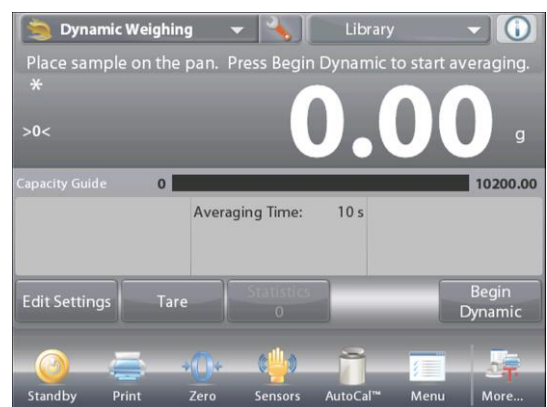 Dynamic Weighing Library
Place sample on the pan. Press Begin Dynamic to start averaging.
*
>0< 0.00 g
Capacity Guide 0 10200.00
Averaging Time: 10 s
Edit Settings Tare Statistics 0 Begin Dynamic
Standby Print Zero Sensors AutoCal™ Menu More...